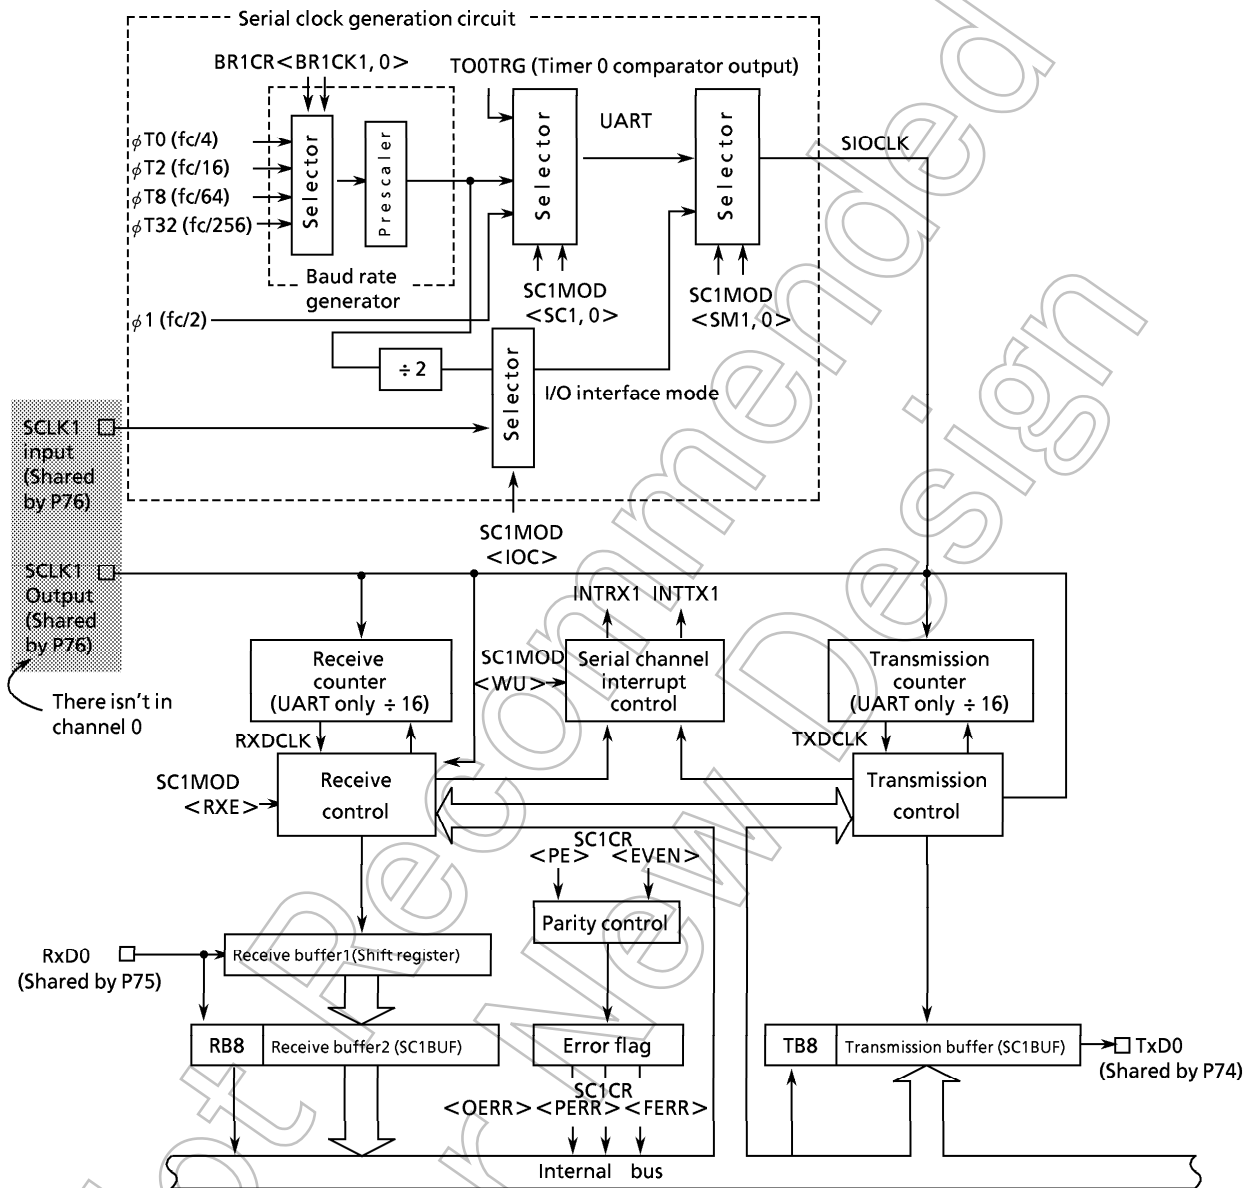 Serial clock generation circuit
BR1CR<BR1CK1, 0>
TO0TRG (Timer 0 comparator output)
UART
SIOCLK
ϕT0 (fc/4)
ϕT2 (fc/16)
ϕT8 (fc/64)
ϕT32 (fc/256)
Selector
Prescaler
Selector
Selector
Baud rate
generator
SC1MOD
<SC1, 0>
SC1MOD
<SM1, 0>
ϕ1 (fc/2)
÷2
Selector
I/O interface mode
SCLK1
input
(Shared
by P76)
SC1MOD
<IOC>
SCLK1
Output
(Shared
by P76)
There isn't in
channel 0
INTRX1 INTTX1
Receive
counter
(UART only ÷ 16)
SC1MOD
<WU>
Serial channel
interrupt
control
Transmission
counter
(UART only ÷ 16)
RXDCLK
TXDCLK
SC1MOD
<RXE>
Receive
control
Transmission
control
SC1CR
<PE> <EVEN>
Parity control
RxD0
(Shared by P75)
Receive buffer1(Shift register)
RB8
Receive buffer2 (SC1BUF)
Error flag
TB8
Transmission buffer (SC1BUF)
TxD0
(Shared by P74)
SC1CR
<OERR> <PERR> <FERR>
Internal bus
Not Recommended
for New Design